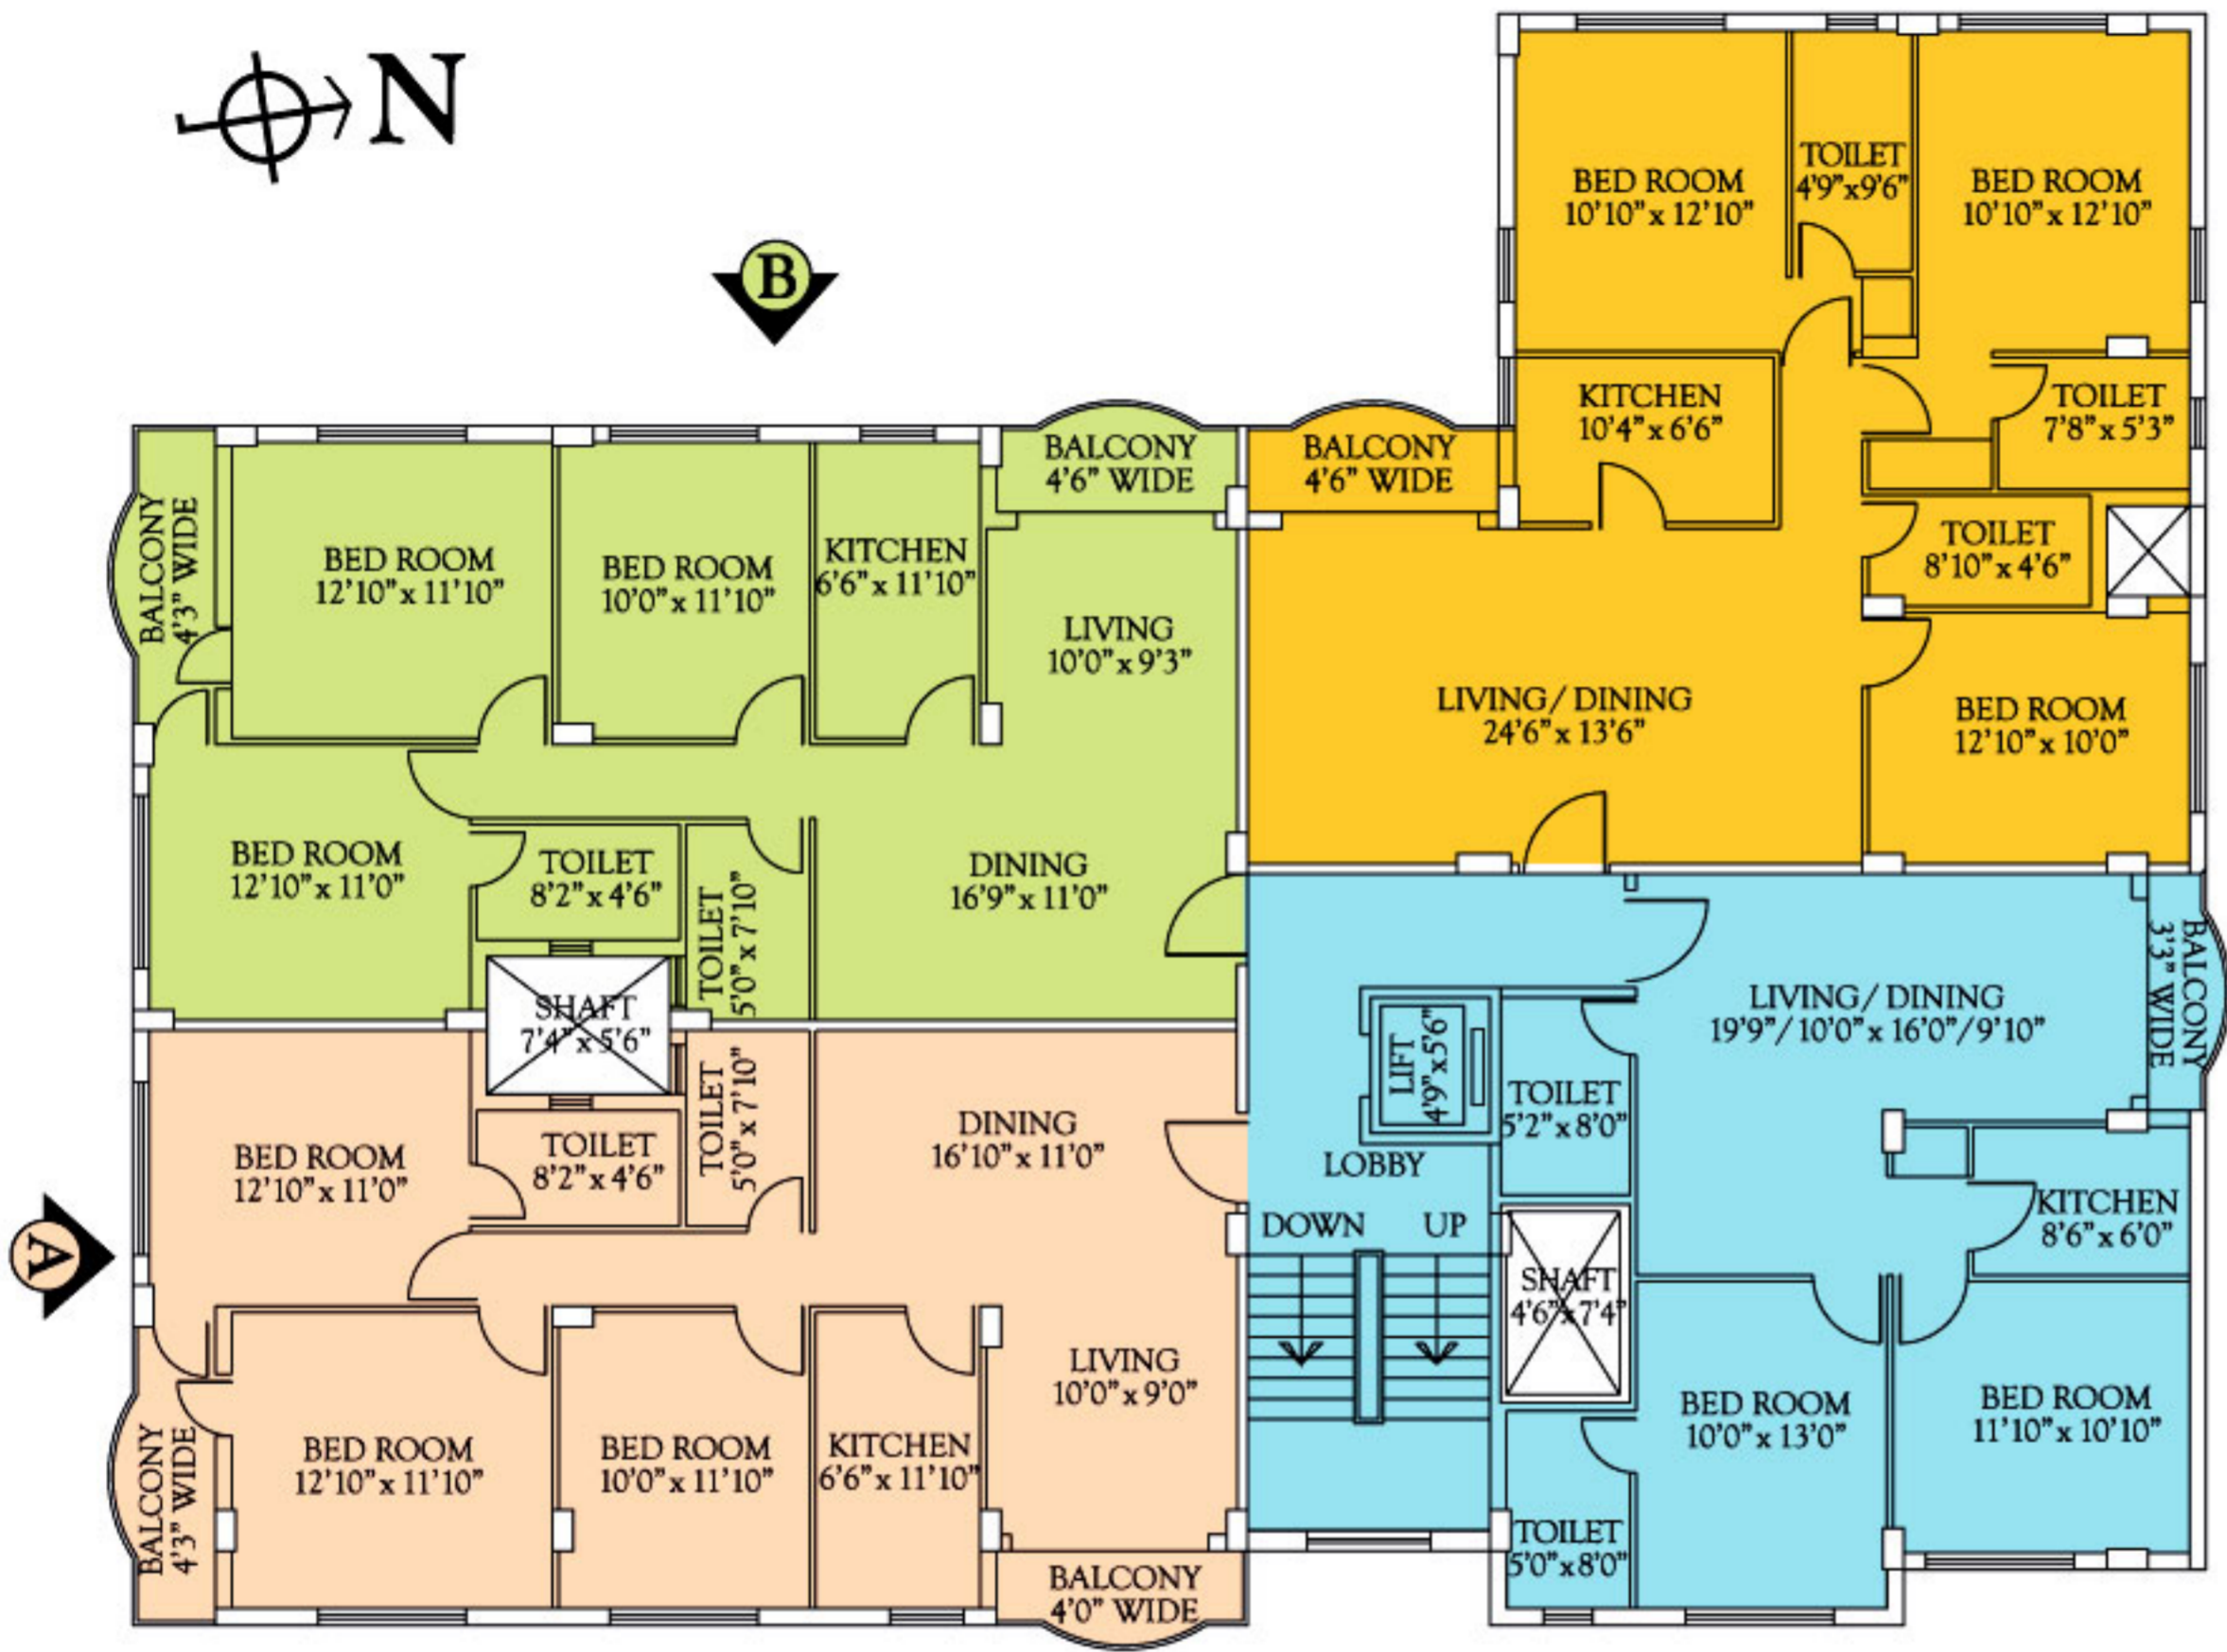 N
B
BED ROOM
10'10" x 12'10"
TOILET
4'9" x 9'6"
BED ROOM
10'10" x 12'10"
KITCHEN
10'4" x 6'6"
TOILET
7'8" x 5'3"
BALCONY
4'6" WIDE
TOILET
8'10" x 4'6"
LIVING/ DINING
24'6" x 13'6"
BED ROOM
12'10" x 10'0"
BALCONY
4'3" WIDE
BED ROOM
12'10" x 11'10"
BED ROOM
10'0" x 11'10"
KITCHEN
6'6" x 11'10"
BALCONY
4'6" WIDE
LIVING
10'0" x 9'3"
BED ROOM
12'10" x 11'0"
TOILET
8'2" x 4'6"
TOILET
5'0" x 7'10"
DINING
16'9" x 11'0"
SHAFT
7'4" x 5'6"
A
BED ROOM
12'10" x 11'0"
TOILET
8'2" x 4'6"
TOILET
5'0" x 7'10"
DINING
16'10" x 11'0"
BALCONY
4'3" WIDE
BED ROOM
12'10" x 11'10"
BED ROOM
10'0" x 11'10"
KITCHEN
6'6" x 11'10"
LIVING
10'0" x 9'0"
BALCONY
4'0" WIDE
LIFT
4'9" x 5'6"
LOBBY
DOWN UP
TOILET
5'2" x 8'0"
LIVING/ DINING
19'9"/10'0" x 16'0"/9'10"
BALCONY
3'3" WIDE
KITCHEN
8'6" x 6'0"
SHAFT
4'6" x 7'4"
BED ROOM
10'0" x 13'0"
BED ROOM
11'10" x 10'10"
TOILET
5'0" x 8'0"